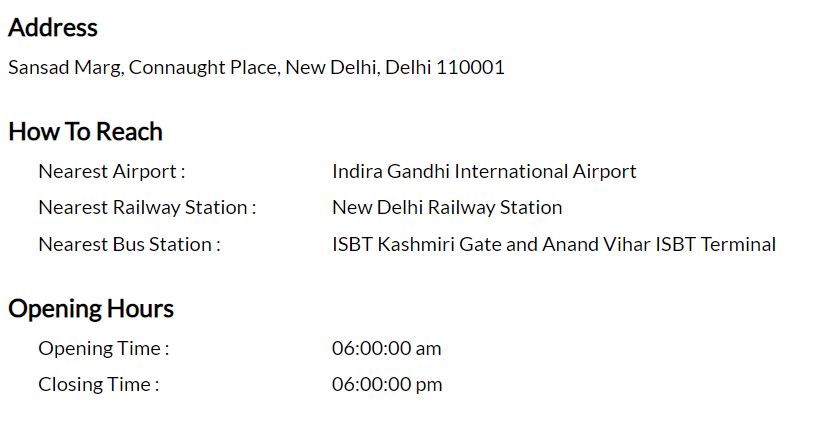 Address
Sansad Marg, Connaught Place, New Delhi, Delhi 110001
How To Reach
Nearest Airport : Indira Gandhi International Airport
Nearest Railway Station : New Delhi Railway Station
Nearest Bus Station : ISBT Kashmiri Gate and Anand Vihar ISBT Terminal
Opening Hours
Opening Time : 06:00:00 am
Closing Time : 06:00:00 pm